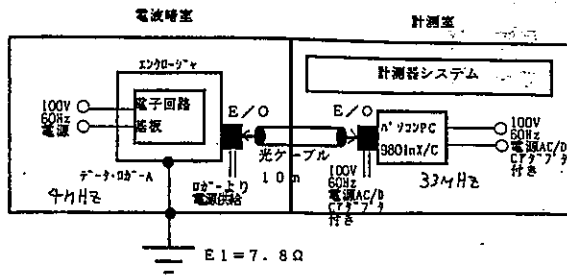 電波暗室
計測室
エンクロージャ
計測器システム
電子回路
基板
100V
60Hz
電源
E/O
E/O
パソコンPC
9801nX/C
100V
60Hz
電源AC/D
Cアダプタ
付き
光ケーブル
10m
データ・ロガーA
ロガーより
電源供給
100V
60Hz
電源AC/D
Cアダプタ
付き
4MHz
33MHz
E1=7.8Ω